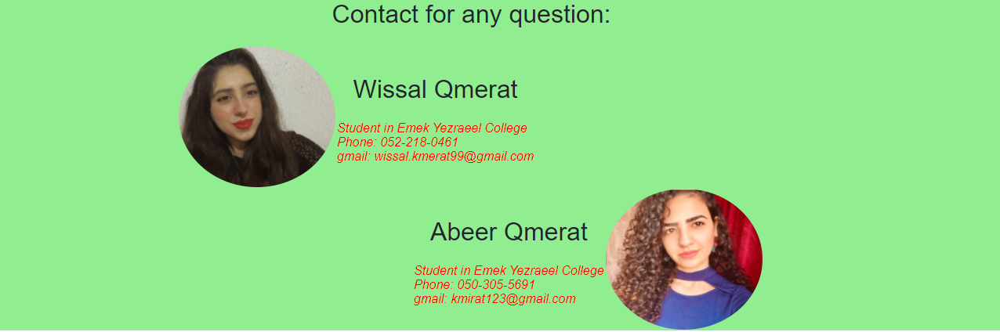 Contact for any question:
Wissal Qmerat
Student in Emek Yezraeel College
Phone: 052-218-0461
gmail: wissal.kmerat99@gmail.com
Abeer Qmerat
Student in Emek Yezraeel College
Phone: 050-305-5691
gmail: kmirat123@gmail.com